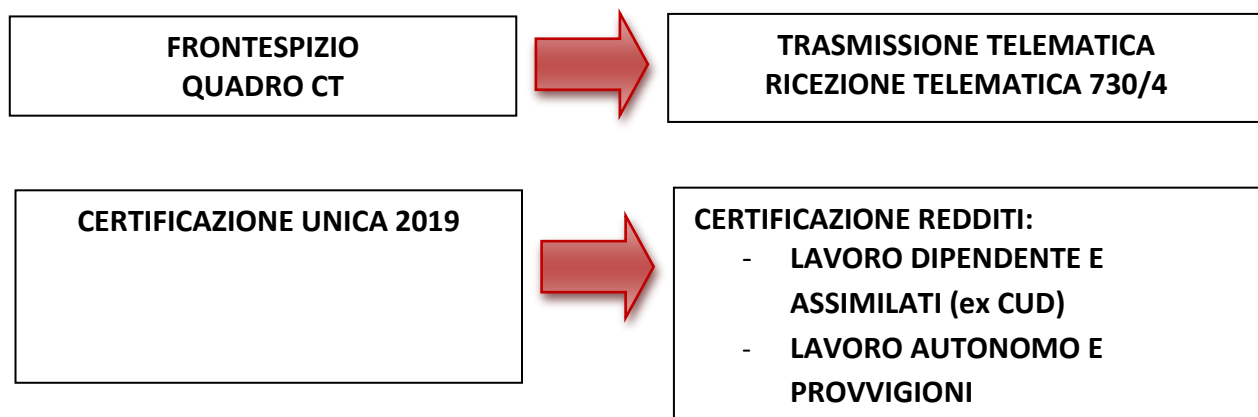 FRONTESPIZIO
QUADRO CT
TRASMISSIONE TELEMATICA
RICEZIONE TELEMATICA 730/4
CERTIFICAZIONE UNICA 2019
CERTIFICAZIONE REDDITI:
- LAVORO DIPENDENTE E
ASSIMILATI (ex CUD)
- LAVORO AUTONOMO E
PROVVIGIONI